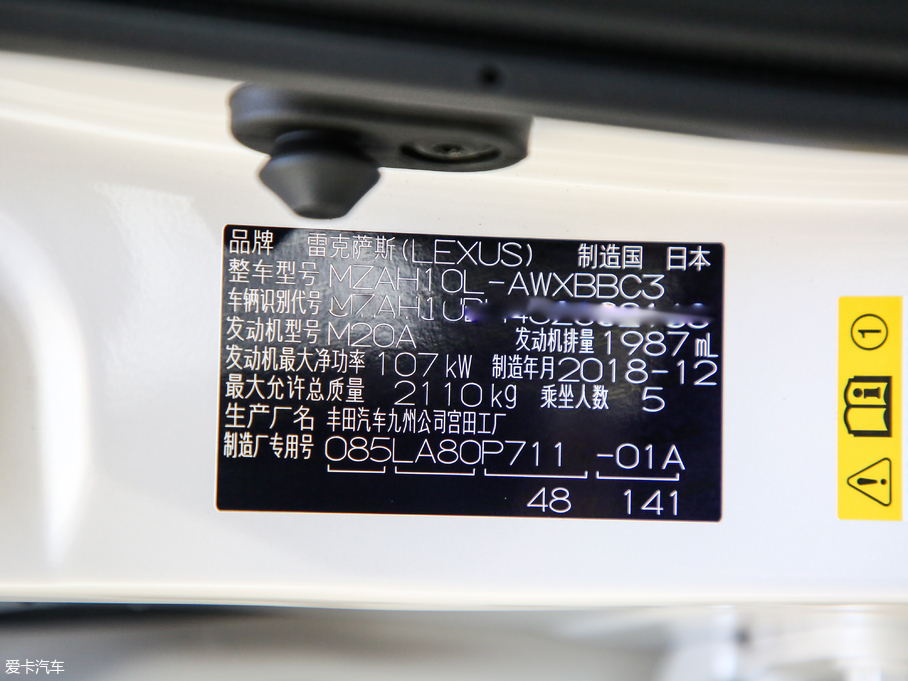 品牌 雷克萨斯(LEXUS) 制造国 日本
整车型号 MZAH10L-AWXBBC3
车辆识别代号
发动机型号 M20A 发动机排量 1987mL
发动机最大净功率 107kW 制造年月 2018-12
最大允许总质量 2110kg 乘坐人数 5
生产厂名 丰田汽车九州公司宫田工厂
制造厂专用号 085LA80P711 -01A
48 141
1
i
!
爱卡汽车